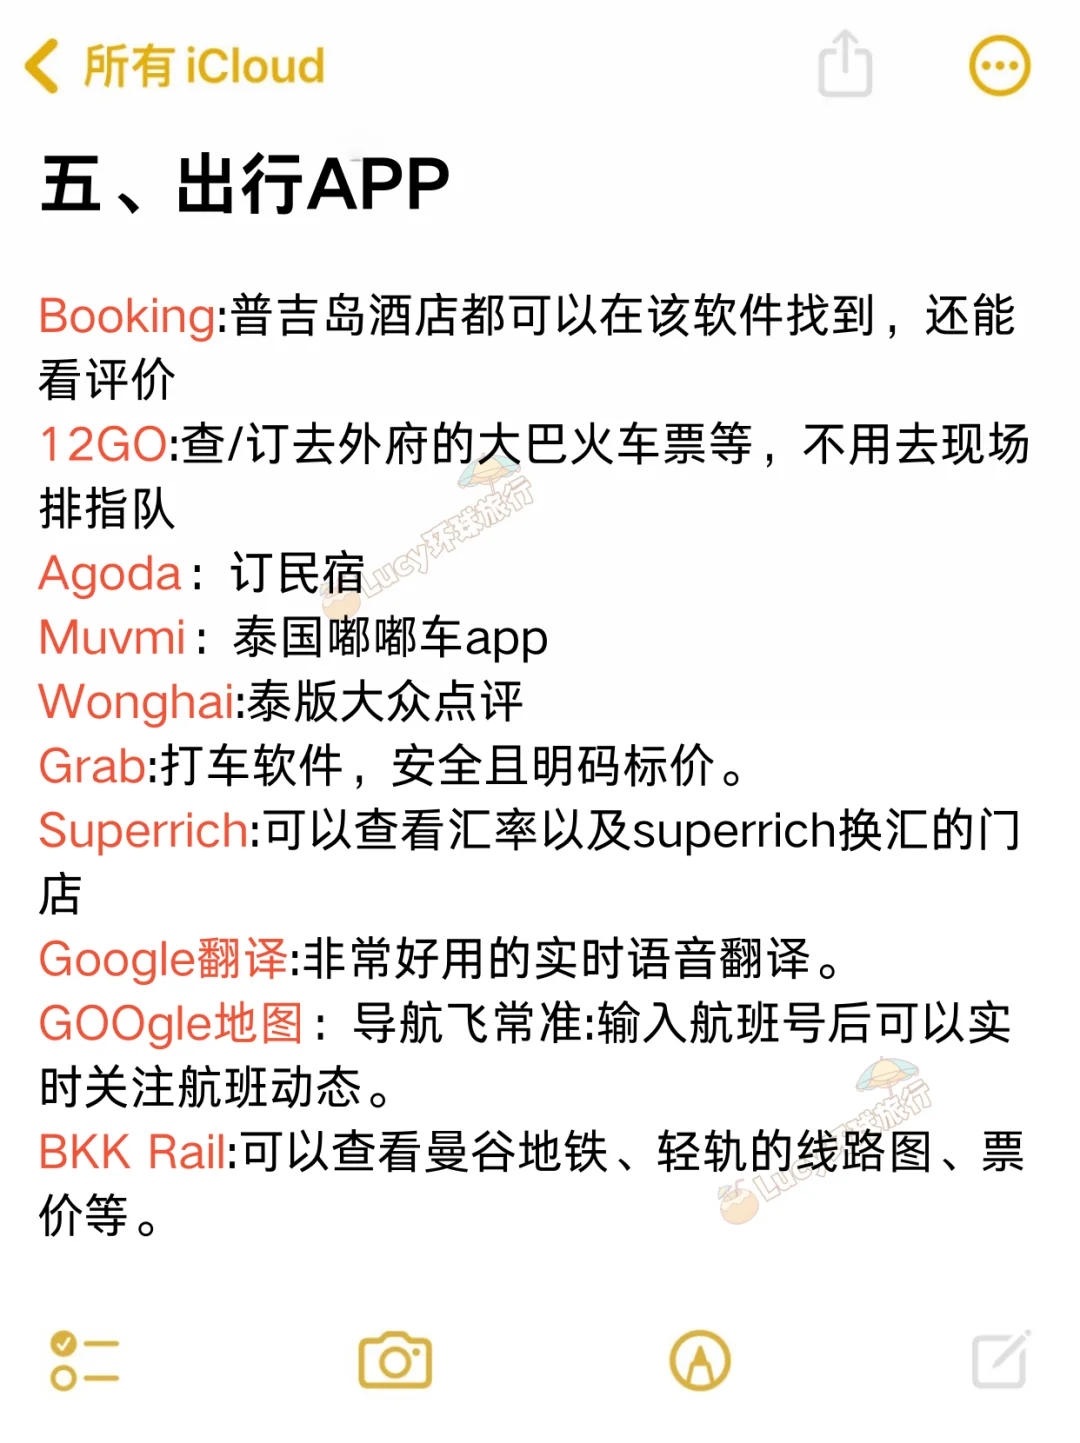 所有 iCloud
五、出行APP
Booking:普吉岛酒店都可以在该软件找到，还能
看评价
12GO:查/订去外府的大巴火车票等，不用去现场
排指队
Agoda：订民宿
Muvmi：泰国嘟嘟车app
Wonghai:泰版大众点评
Grab:打车软件，安全且明码标价。
Superrich:可以查看汇率以及superrich换汇的门
店
Google翻译:非常好用的实时语音翻译。
GOOgle地图：导航飞常准:输入航班号后可以实
时关注航班动态。
BKK Rail:可以查看曼谷地铁、轻轨的线路图、票
价等。
Lucy环球旅行
Lucy环球旅行